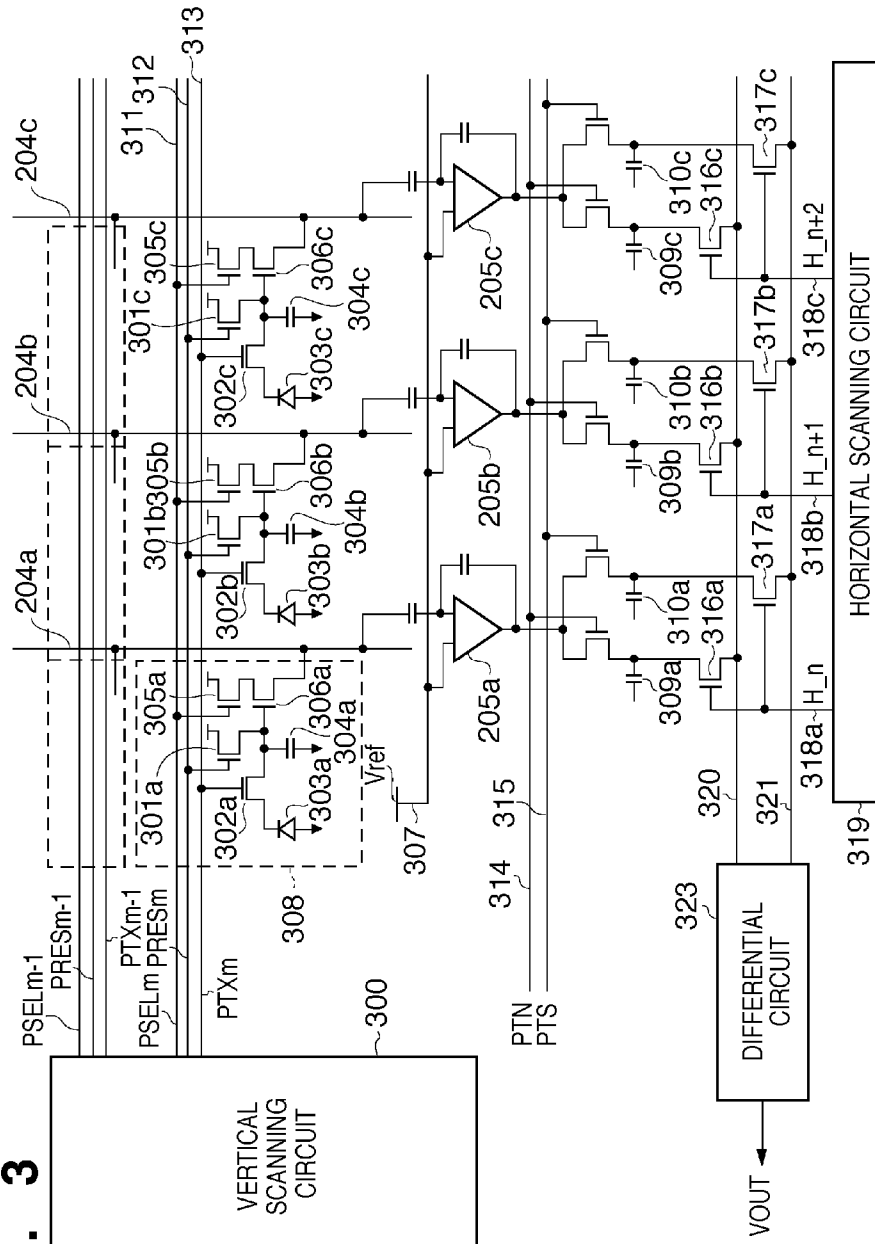 . 3
204a
204b
204c
PSELm-1
PRESm-1
PTXm-1
PSELm
PRESm
PTXm
311
312
313
300
VERTICAL
SCANNING
CIRCUIT
301a
302a
303a
304a
305a
306a
308
301b
302b
303b
304b
305b
306b
301c
302c
303c
304c
305c
306c
Vref
307
205a
205b
205c
314
315
PTN
PTS
309a
310a
316a
317a
309b
310b
316b
317b
309c
310c
316c
317c
320
321
318a
H_n
318b
H_n+1
318c
H_n+2
323
DIFFERENTIAL
CIRCUIT
VOUT
319
HORIZONTAL SCANNING CIRCUIT